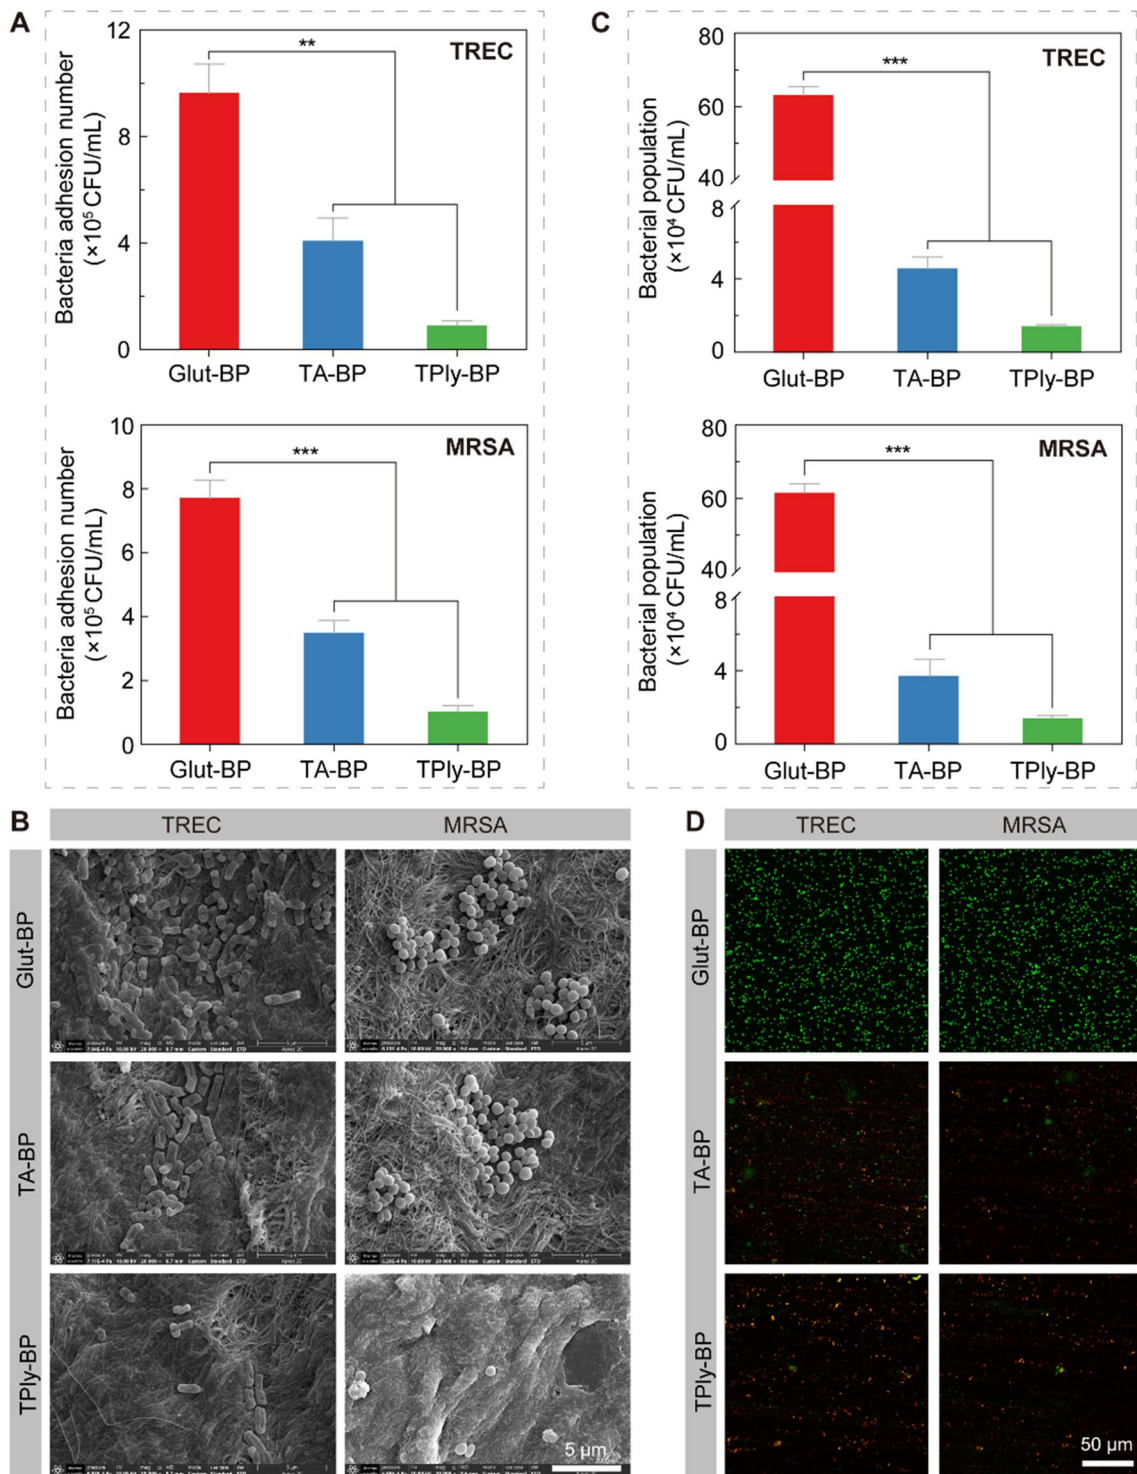 A
12
8
4
0
Bacteria adhesion number
(×10⁵ CFU/mL)
**
TREC
Glut-BP TA-BP TPly-BP
10
8
6
4
2
0
Bacteria adhesion number
(×10⁵ CFU/mL)
***
MRSA
Glut-BP TA-BP TPly-BP
C
80
60
40
8
4
0
Bacterial population
(×10⁴ CFU/mL)
***
TREC
Glut-BP TA-BP TPly-BP
80
60
40
8
4
0
Bacterial population
(×10⁴ CFU/mL)
***
MRSA
Glut-BP TA-BP TPly-BP
B
TREC MRSA
Glut-BP
TA-BP
TPly-BP
5 µm
D
TREC MRSA
Glut-BP
TA-BP
TPly-BP
50 µm